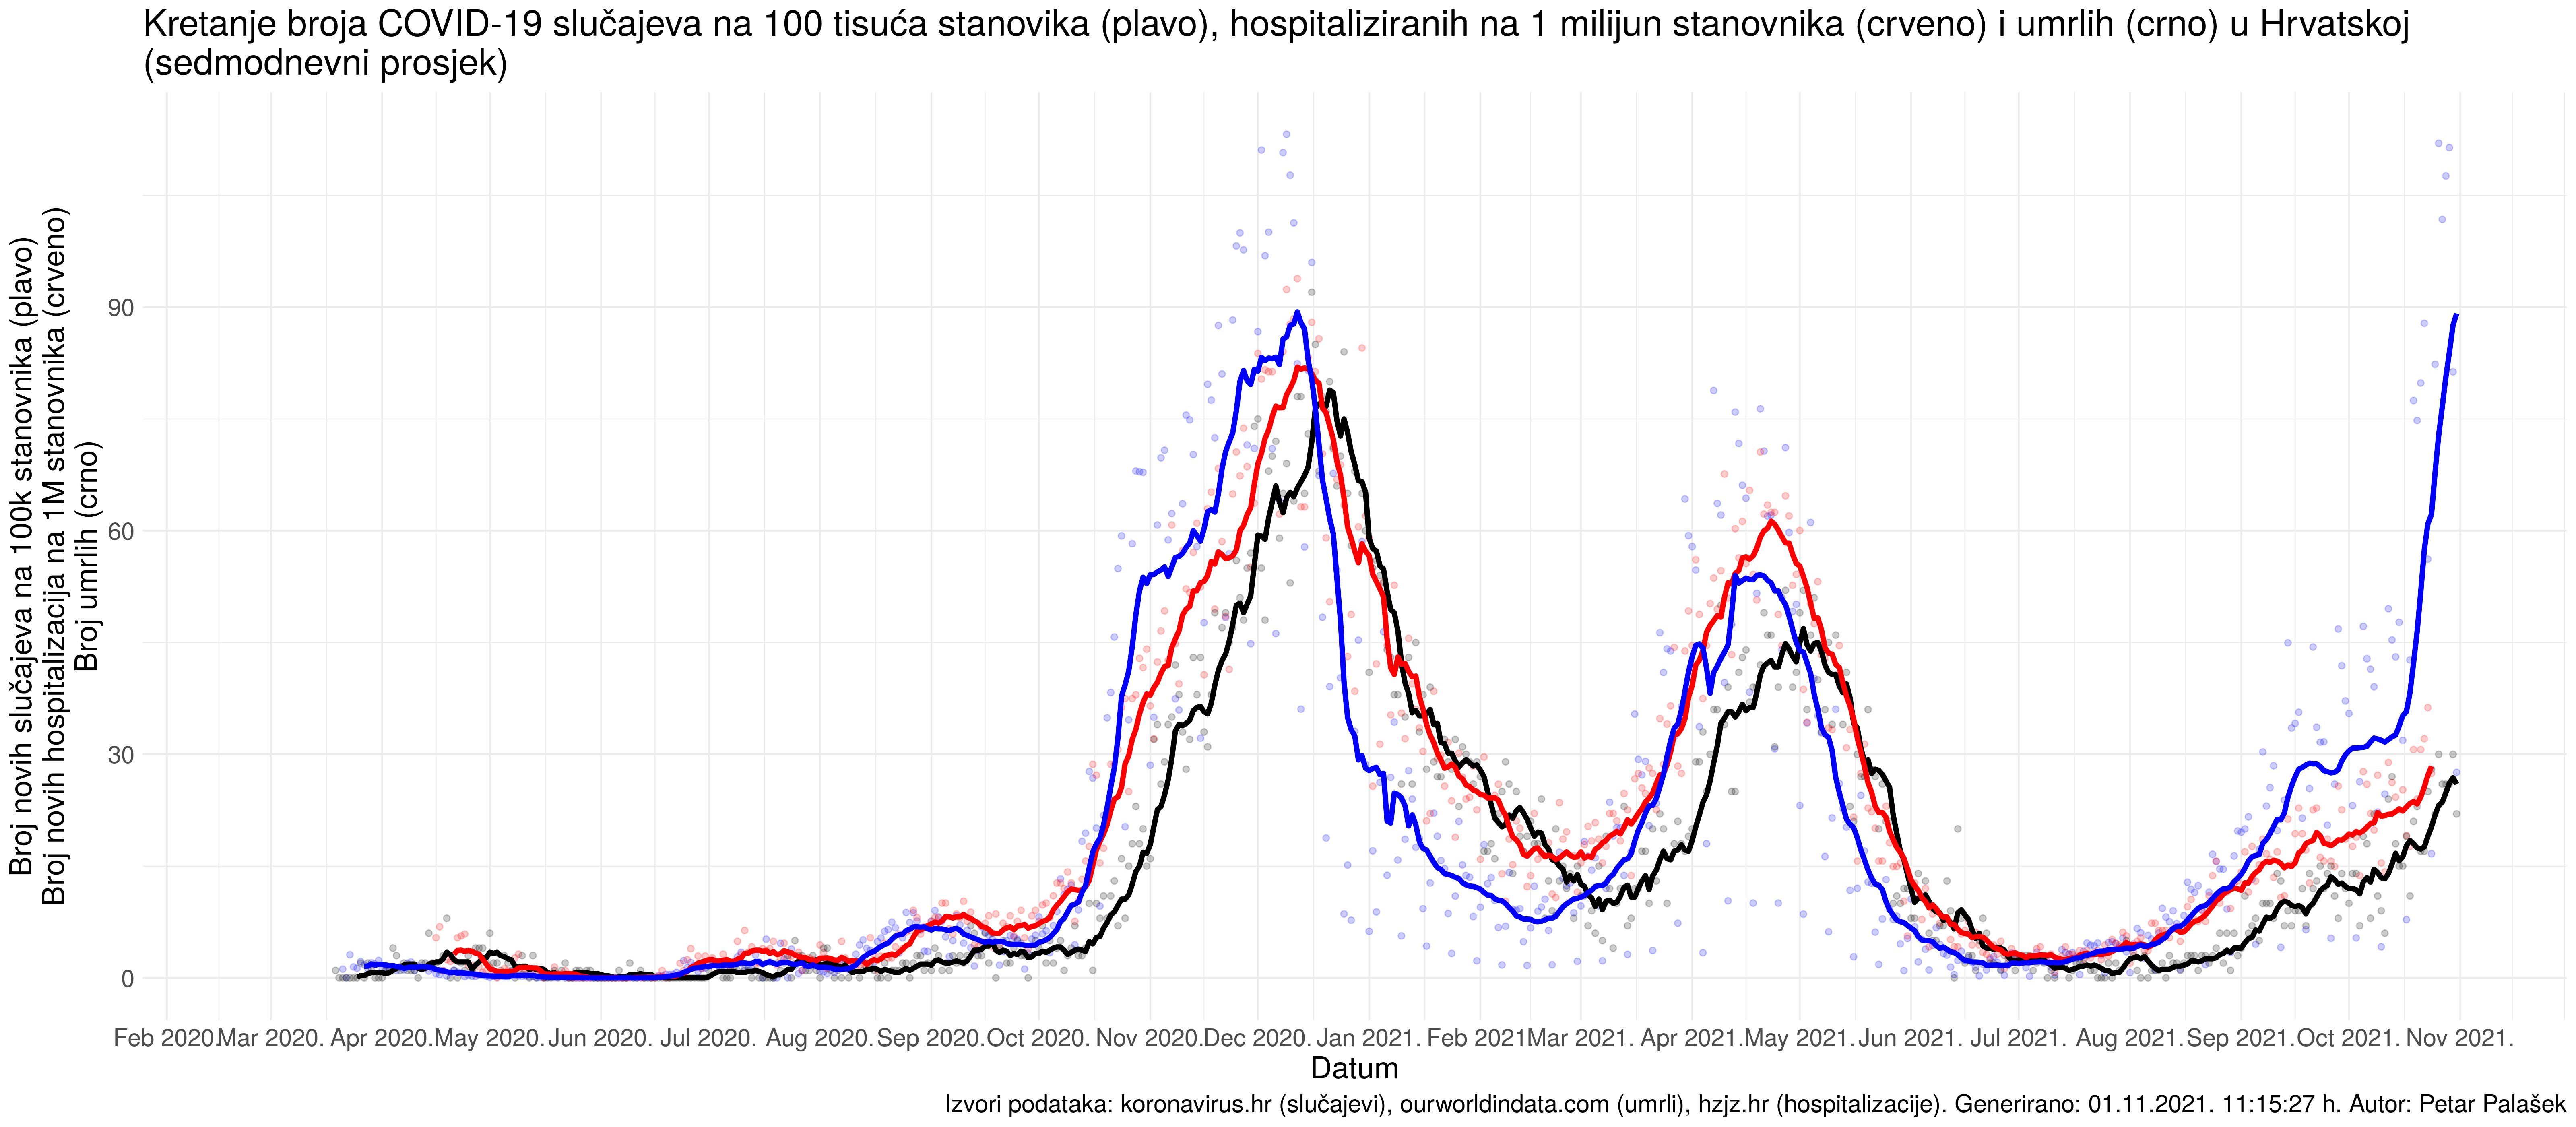 Kretanje broja COVID-19 slučajeva na 100 tisuća stanovika (plavo), hospitaliziranih na 1 milijun stanovnika (crveno) i umrlih (crno) u Hrvatskoj
(sedmodnevni prosjek)
Broj novih slučajeva na 100k stanovnika (plavo)
Broj novih hospitalizacija na 1M stanovnika (crveno)
Broj umrlih (crno)
90
60
30
0
Feb 2020. Mar 2020. Apr 2020. May 2020. Jun 2020. Jul 2020. Aug 2020. Sep 2020. Oct 2020. Nov 2020. Dec 2020. Jan 2021. Feb 2021. Mar 2021. Apr 2021. May 2021. Jun 2021. Jul 2021. Aug 2021. Sep 2021. Oct 2021. Nov 2021.
Datum
Izvori podataka: koronavirus.hr (slučajevi), ourworldindata.com (umrli), hzjz.hr (hospitalizacije). Generirano: 01.11.2021. 11:15:27 h. Autor: Petar Palašek